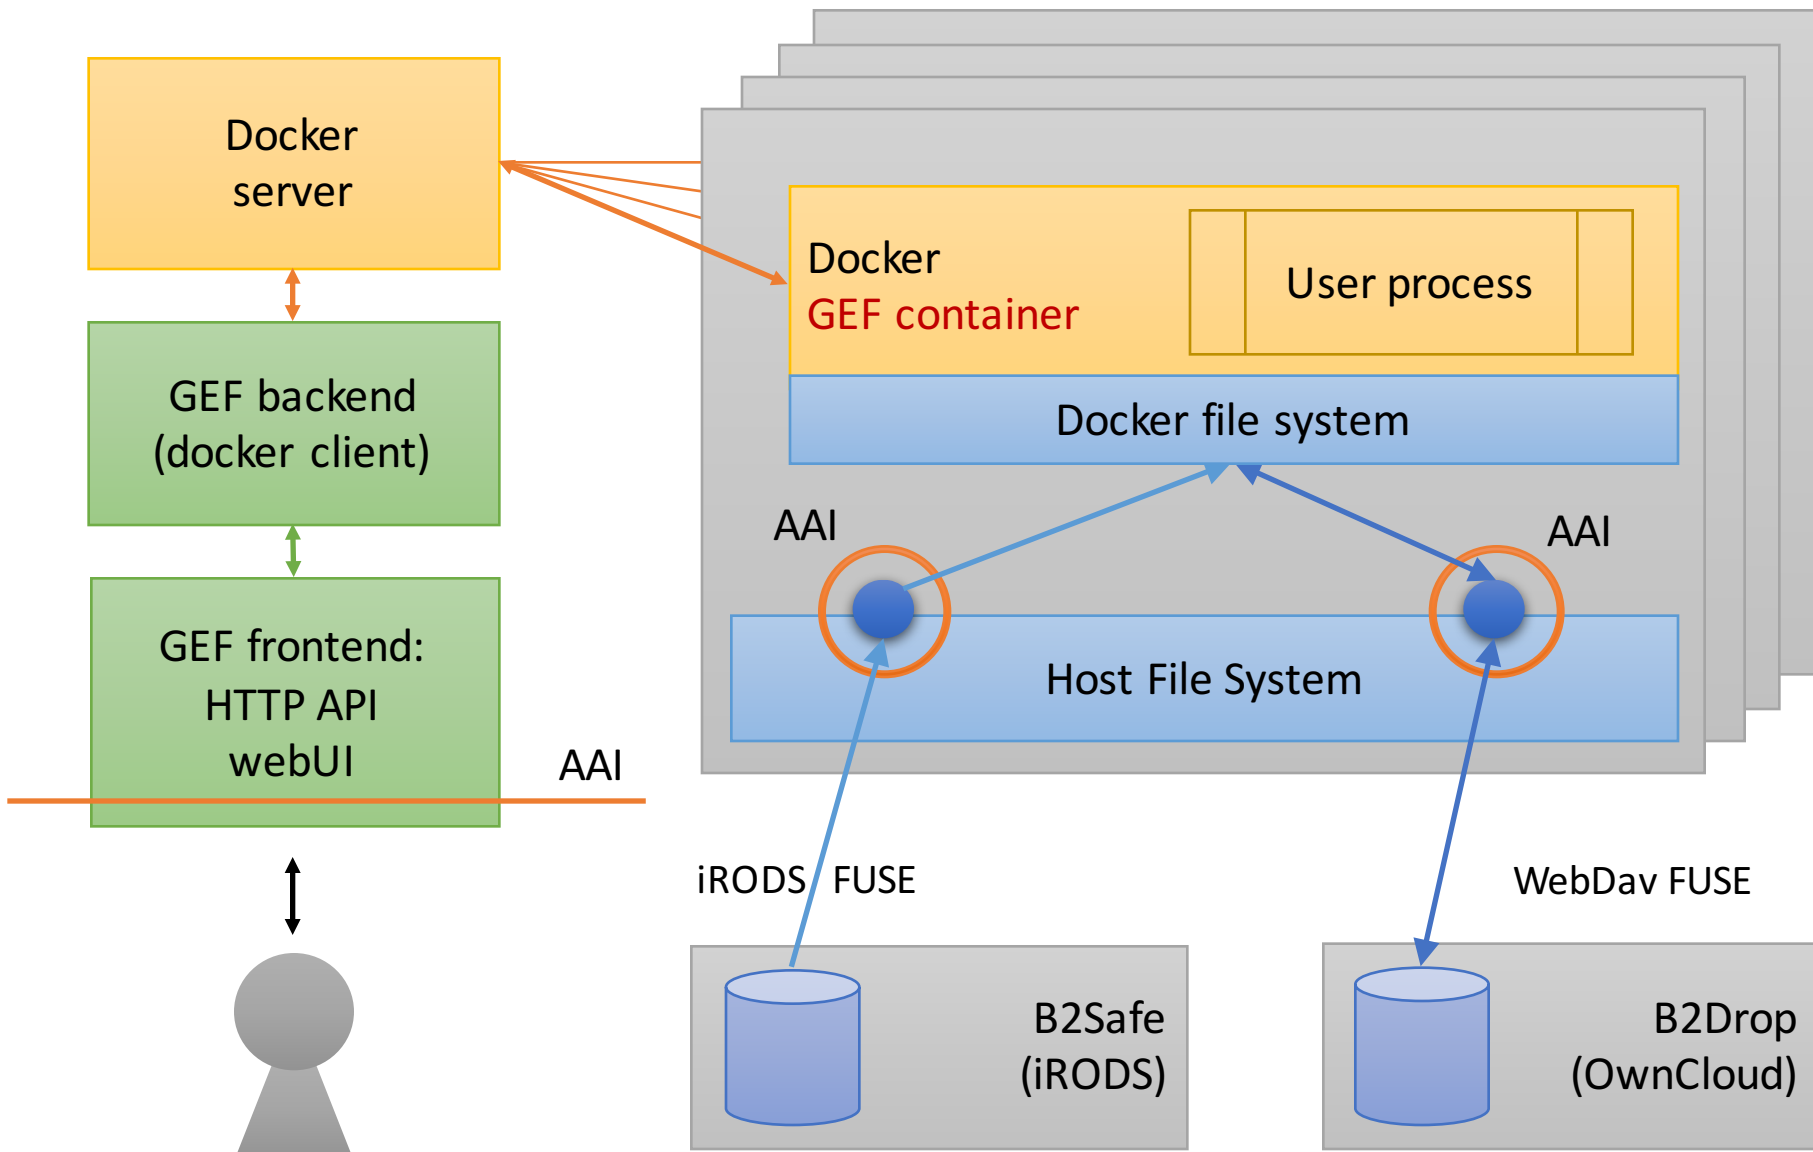 Docker
server
GEF backend
(docker client)
GEF frontend:
HTTP API
webUI
AAI
Docker
GEF container
User process
Docker file system
AAI
AAI
Host File System
iRODS FUSE
WebDav FUSE
B2Safe
(iRODS)
B2Drop
(OwnCloud)